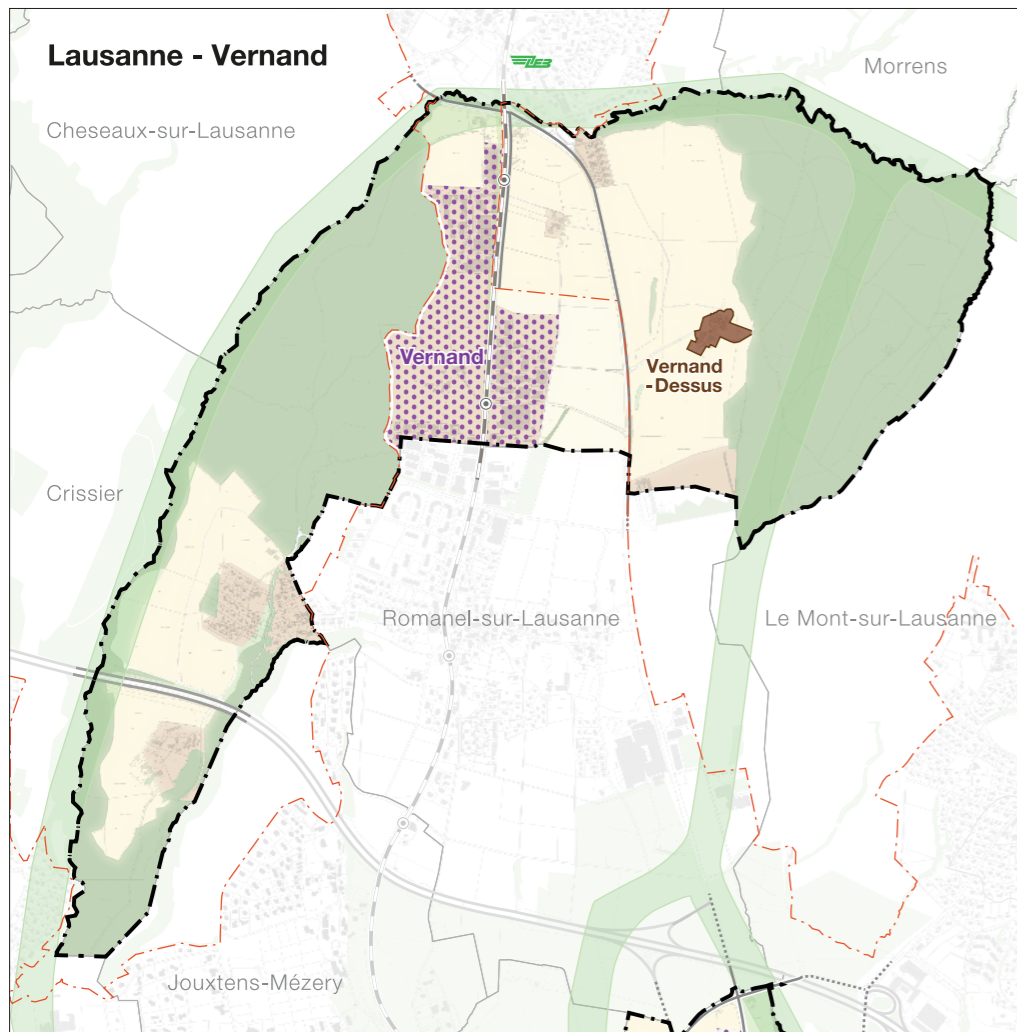 Lausanne - Vernand
LEB
Morrens
Cheseaux-sur-Lausanne
Vernand
Vernand
-Dessus
Crissier
Romanel-sur-Lausanne
Le Mont-sur-Lausanne
Jouxtens-Mézery